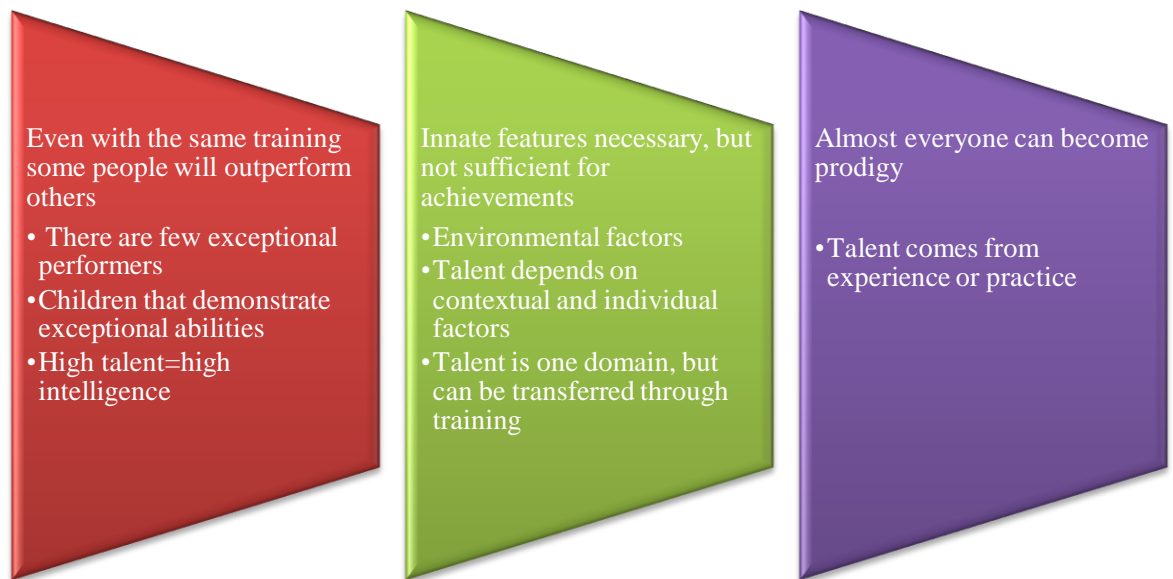 Even with the same training
some people will outperform
others
• There are few exceptional
performers
•Children that demonstrate
exceptional abilities
•High talent=high
intelligence
Innate features necessary, but
not sufficient for
achievements
•Environmental factors
•Talent depends on
contextual and individual
factors
•Talent is one domain, but
can be transferred through
training
Almost everyone can become
prodigy
•Talent comes from
experience or practice